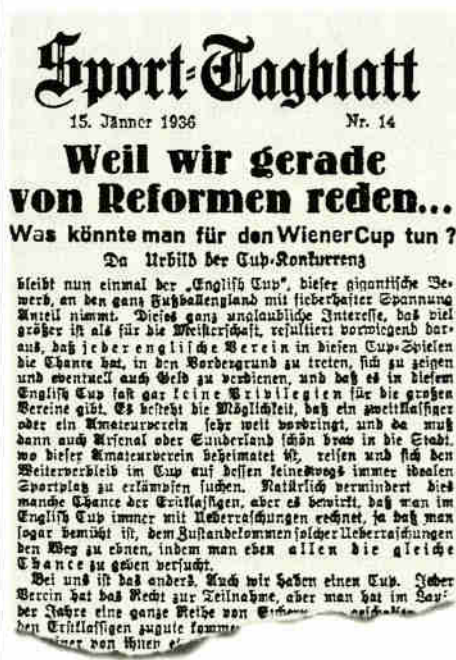 Sport-Tagblatt
15. Jänner 1936 Nr. 14
Weil wir gerade
von Reformen reden...
Was könnte man für den Wiener Cup tun?
Da Urbild der Cup-Konkurrenz
bleibt nun einmal der „English Cup", dieser gigantische Be-
werb, an den ganz Fußballengland mit fieberhafter Spannung
Anteil nimmt. Dieses ganz unglaubliche Interesse, das viel
größer ist als für die Meisterschaft, resultiert vorwiegend dar-
aus, daß jeder englische Verein in diesen Cup-Spielen
die Chance hat, in den Vordergrund zu treten, sich zu zeigen
und eventuell auch Geld zu verdienen, und daß es in diesem
English Cup fast gar keine Privilegien für die großen
Vereine gibt. Es besteht die Möglichkeit, daß ein zweitklassiger
oder ein Amateurverein sehr weit vordringt, und da muß
dann auch Arsenal oder Sunderland schön brav in die Stadt,
wo dieser Amateurverein beheimatet ist, reisen und sich den
Weiterverbleib im Cup auf dessen keineswegs immer idealen
Sportplatz zu erkämpfen suchen. Natürlich vermindert dies
manche Chance der Erstklassigen, aber es bewirkt, daß man im
English Cup immer mit Ueberraschungen rechnet, ja daß man
sogar bemüht ist, dem Zustandekommen solcher Ueberraschungen
den Weg zu ebnen, indem man eben allen die gleiche
Chance zu geben versucht.
Bei uns ist das anders. Auch wir haben einen Cup. Jeder
Verein hat das Recht zur Teilnahme, aber man hat im Lau
der Jahre eine ganze Reihe von
den Erstklassigen zugute komme
von ihnen